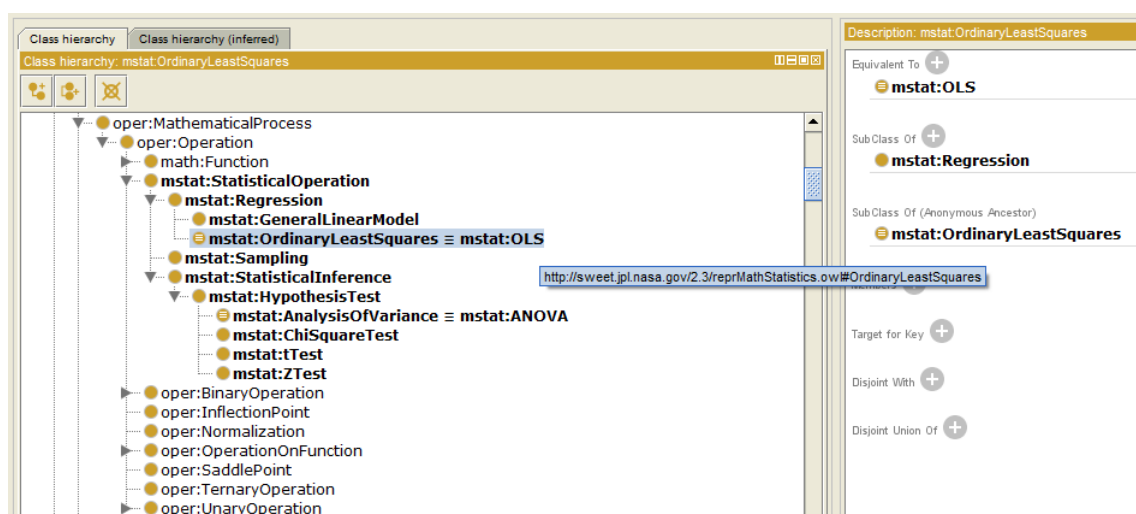 Class hierarchy
Class hierarchy (inferred)
Class hierarchy: mstat:OrdinaryLeastSquares
oper:MathematicalProcess
oper:Operation
math:Function
mstat:StatisticalOperation
mstat:Regression
mstat:GeneralLinearModel
mstat:OrdinaryLeastSquares ≡ mstat:OLS
mstat:Sampling
mstat:StatisticalInference
mstat:HypothesisTest
mstat:AnalysisOfVariance ≡ mstat:ANOVA
mstat:ChiSquareTest
mstat:tTest
mstat:ZTest
oper:BinaryOperation
oper:InflectionPoint
oper:Normalization
oper:OperationOnFunction
oper:SaddlePoint
oper:TernaryOperation
oper:UnaryOperation
http://sweet.jpl.nasa.gov/2.3/reprMathStatistics.owl#OrdinaryLeastSquares
Description: mstat:OrdinaryLeastSquares
Equivalent To
mstat:OLS
SubClass Of
mstat:Regression
SubClass Of (Anonymous Ancestor)
mstat:OrdinaryLeastSquares
Members
Target for Key
Disjoint With
Disjoint Union Of